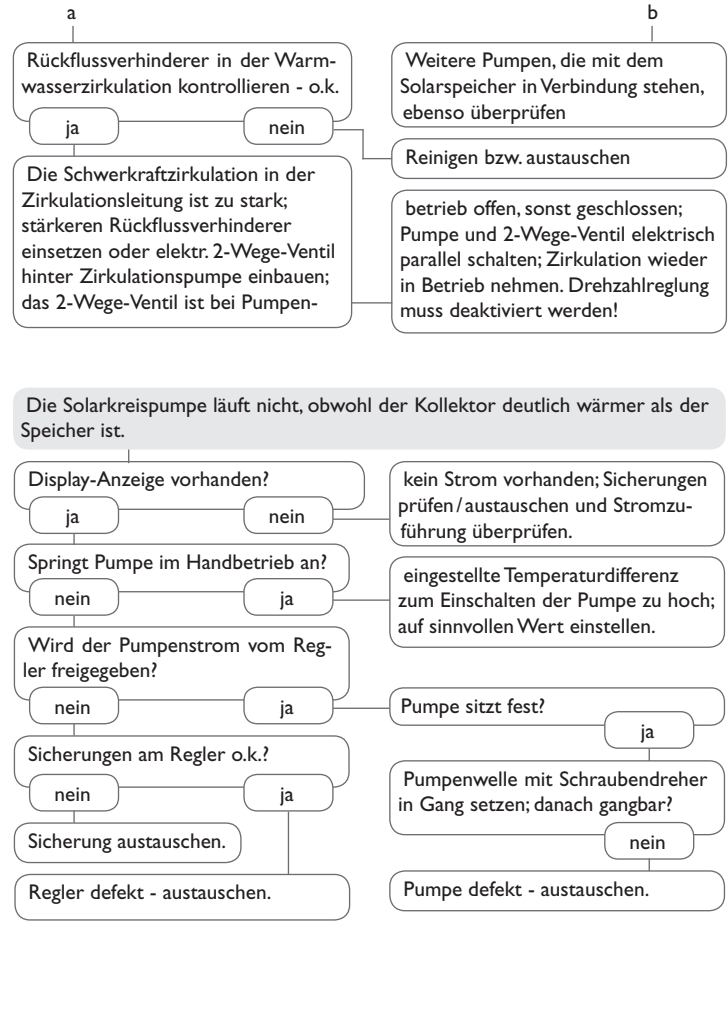 a
Rückflussverhinderer in der Warm-
wasserzirkulation kontrollieren - o.k.
ja
nein
Die Schwerkraftzirkulation in der
Zirkulationsleitung ist zu stark;
stärkeren Rückflussverhinderer
einsetzen oder elektr. 2-Wege-Ventil
hinter Zirkulationspumpe einbauen;
das 2-Wege-Ventil ist bei Pumpen-
b
Weitere Pumpen, die mit dem
Solarspeicher in Verbindung stehen,
ebenso überprüfen
Reinigen bzw. austauschen
betrieb offen, sonst geschlossen;
Pumpe und 2-Wege-Ventil elektrisch
parallel schalten; Zirkulation wieder
in Betrieb nehmen. Drehzahlreglung
muss deaktiviert werden!
Die Solarkreispumpe läuft nicht, obwohl der Kollektor deutlich wärmer als der
Speicher ist.
Display-Anzeige vorhanden?
ja
nein
kein Strom vorhanden; Sicherungen
prüfen/austauschen und Stromzu-
führung überprüfen.
Springt Pumpe im Handbetrieb an?
nein
ja
eingestellte Temperaturdifferenz
zum Einschalten der Pumpe zu hoch;
auf sinnvollen Wert einstellen.
Wird der Pumpenstrom vom Reg-
ler freigegeben?
nein
ja
Pumpe sitzt fest?
ja
Sicherungen am Regler o.k.?
nein
ja
Pumpenwelle mit Schraubendreher
in Gang setzen; danach gangbar?
nein
Sicherung austauschen.
Regler defekt - austauschen.
Pumpe defekt - austauschen.